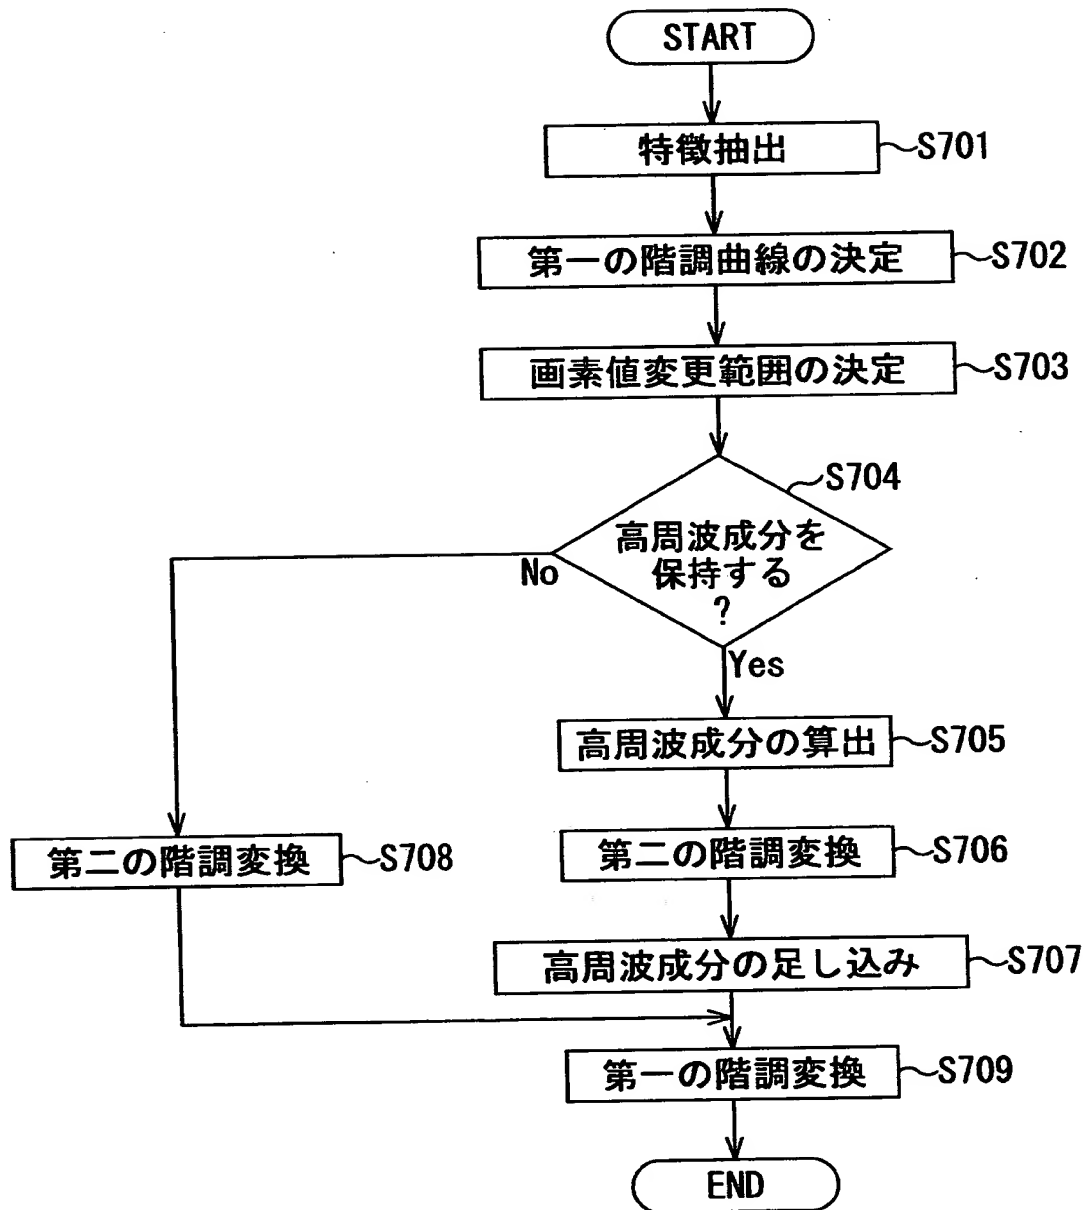 START
特徴抽出
S701
第一の階調曲線の決定
S702
画素値変更範囲の決定
S703
S704
高周波成分を
保持する
?
No
Yes
高周波成分の算出
S705
第二の階調変換
S708
第二の階調変換
S706
高周波成分の足し込み
S707
第一の階調変換
S709
END